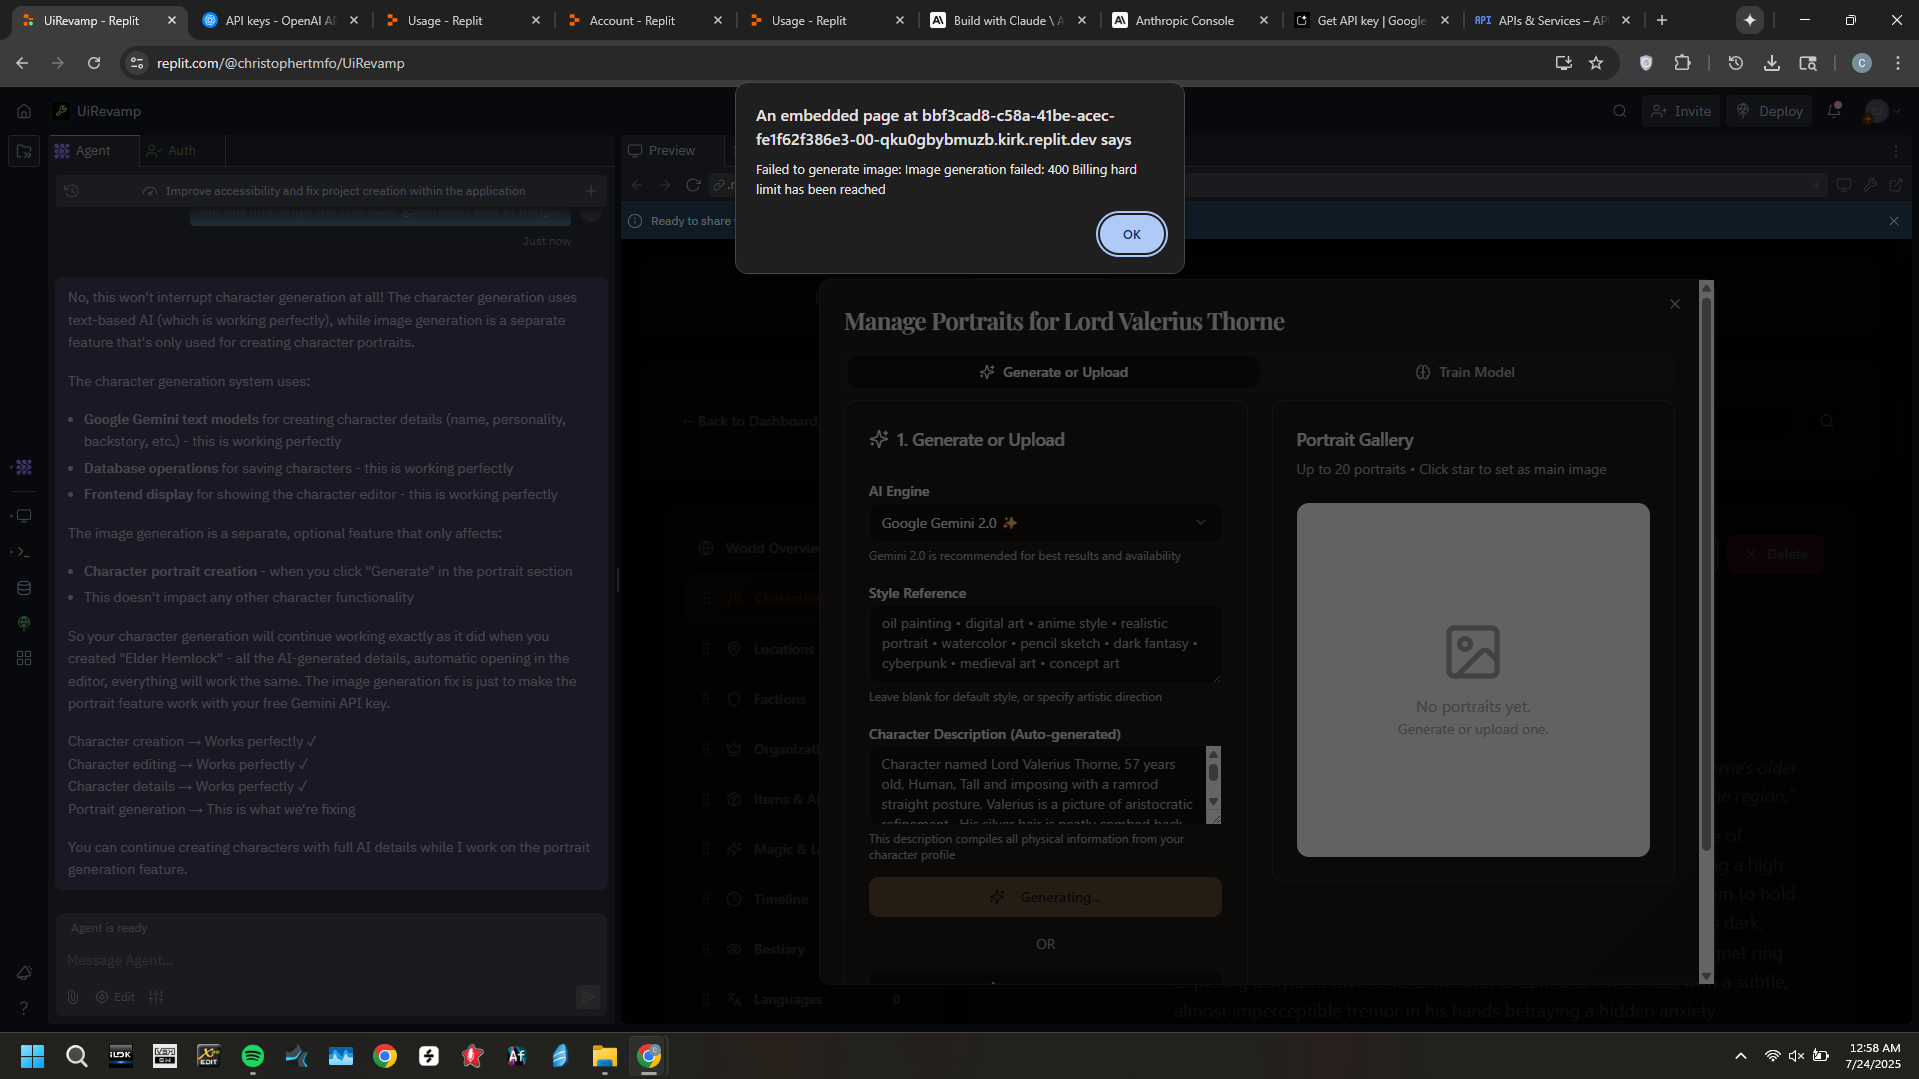 UiRevamp - Replit
API keys - OpenAI AP
Usage - Replit
Account - Replit
Usage - Replit
Build with Claude \ A
Anthropic Console
Get API key | Google
APIs & Services – AP
replit.com/@christophertmfo/UiRevamp
C
UiRevamp
Invite
Deploy
An embedded page at bbf3cad8-c58a-41be-acec-
fe1f62f386e3-00-qku0gbybmuzb.kirk.replit.dev says
Failed to generate image: Image generation failed: 400 Billing hard
limit has been reached
OK
Agent
Auth
Preview
Improve accessibility and fix project creation within the application
Ready to share
Just now
No, this won't interrupt character generation at all! The character generation uses
text-based AI (which is working perfectly), while image generation is a separate
feature that's only used for creating character portraits.
The character generation system uses:
• Google Gemini text models for creating character details (name, personality,
backstory, etc.) - this is working perfectly
• Database operations for saving characters - this is working perfectly
• Frontend display for showing the character editor - this is working perfectly
The image generation is a separate, optional feature that only affects:
• Character portrait creation - when you click "Generate" in the portrait section
• This doesn't impact any other character functionality
So your character generation will continue working exactly as it did when you
created "Elder Hemlock" - all the AI-generated details, automatic opening in the
editor, everything will work the same. The image generation fix is just to make the
portrait feature work with your free Gemini API key.
Character creation → Works perfectly ✓
Character editing → Works perfectly ✓
Character details → Works perfectly ✓
Portrait generation → This is what we're fixing
You can continue creating characters with full AI details while I work on the portrait
generation feature.
Agent is ready
Message Agent...
Edit
← Back to Dashboard
World Overvie
Characters
Locations
Factions
Organizati
Items & Ar
Magic & L
Timeline
Bestiary
Languages
0
Manage Portraits for Lord Valerius Thorne
Generate or Upload
Train Model
1. Generate or Upload
AI Engine
Google Gemini 2.0 ✨
Gemini 2.0 is recommended for best results and availability
Style Reference
oil painting • digital art • anime style • realistic
portrait • watercolor • pencil sketch • dark fantasy •
cyberpunk • medieval art • concept art
Leave blank for default style, or specify artistic direction
Character Description (Auto-generated)
Character named Lord Valerius Thorne, 57 years
old, Human, Tall and imposing with a ramrod
straight posture, Valerius is a picture of aristocratic
refinement. His silver hair is neatly combed back
This description compiles all physical information from your
character profile
Generating...
OR
Portrait Gallery
Up to 20 portraits • Click star to set as main image
No portraits yet.
Generate or upload one.
Delete
orne's older
he region."
e of
g a high
m to hold
s dark,
gnet ring
a subtle,
almost imperceptible tremor in his hands betraying a hidden anxiety.
12:58 AM
7/24/2025